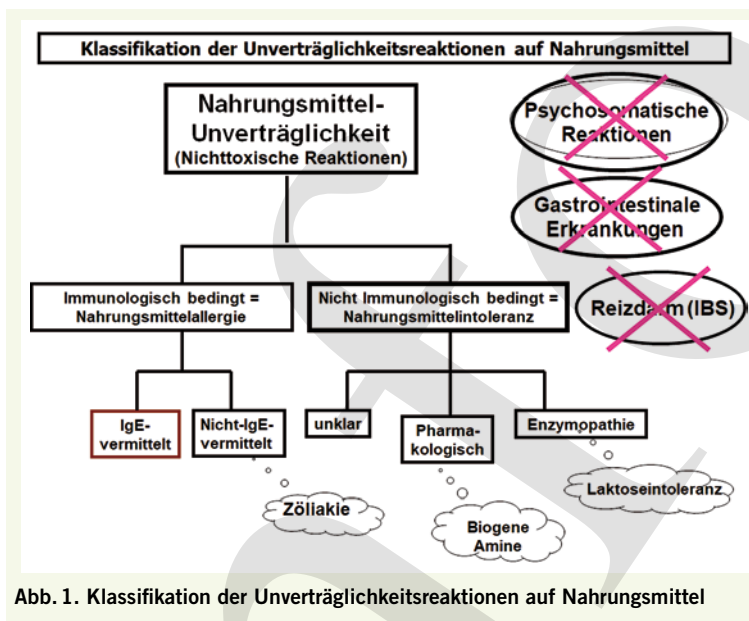 Klassifikation der Unverträglichkeitsreaktionen auf Nahrungsmittel
Nahrungsmittel-
Unverträglichkeit
(Nichttoxische Reaktionen)
Psychosomatische
Reaktionen
Gastrointestinale
Erkrankungen
Immunologisch bedingt =
Nahrungsmittelallergie
Nicht Immunologisch bedingt =
Nahrungsmittelintoleranz
Reizdarm (IBS)
IgE-
vermittelt
Nicht-IgE-
vermittelt
unklar
Pharma-
kologisch
Enzymopathie
Zöliakie
Biogene
Amine
Laktoseintoleranz
Abb. 1. Klassifikation der Unverträglichkeitsreaktionen auf Nahrungsmittel